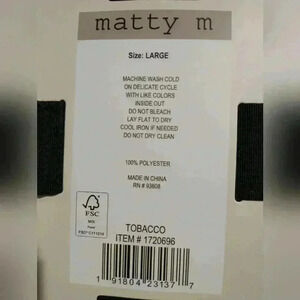 matty m
Size: LARGE
MACHINE WASH COLD
ON DELICATE CYCLE
WITH LIKE COLORS
INSIDE OUT
DO NOT BLEACH
LAY FLAT TO DRY
COOL IRON IF NEEDED
DO NOT DRY CLEAN
100% POLYESTER
MADE IN CHINA
RN # 93808
FSC
MIX
TOBACCO
ITEM # 1720696
1 91804 23137 7